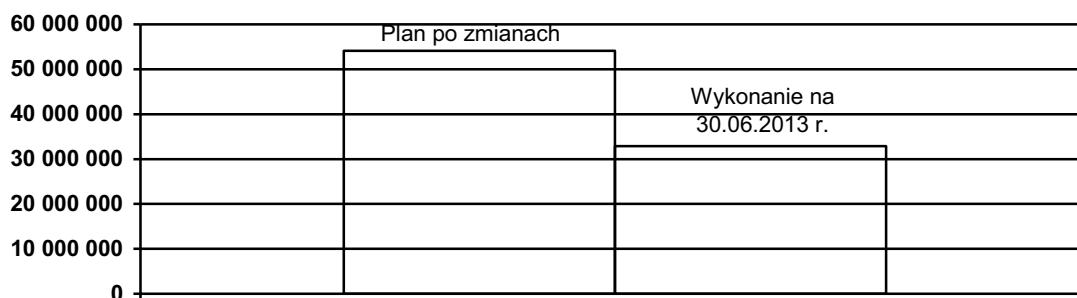 60 000 000
Plan po zmianach
50 000 000
Wykonanie na
40 000 000
30.06.2013 r.
30 000 000
20 000 000
10 000 000
0